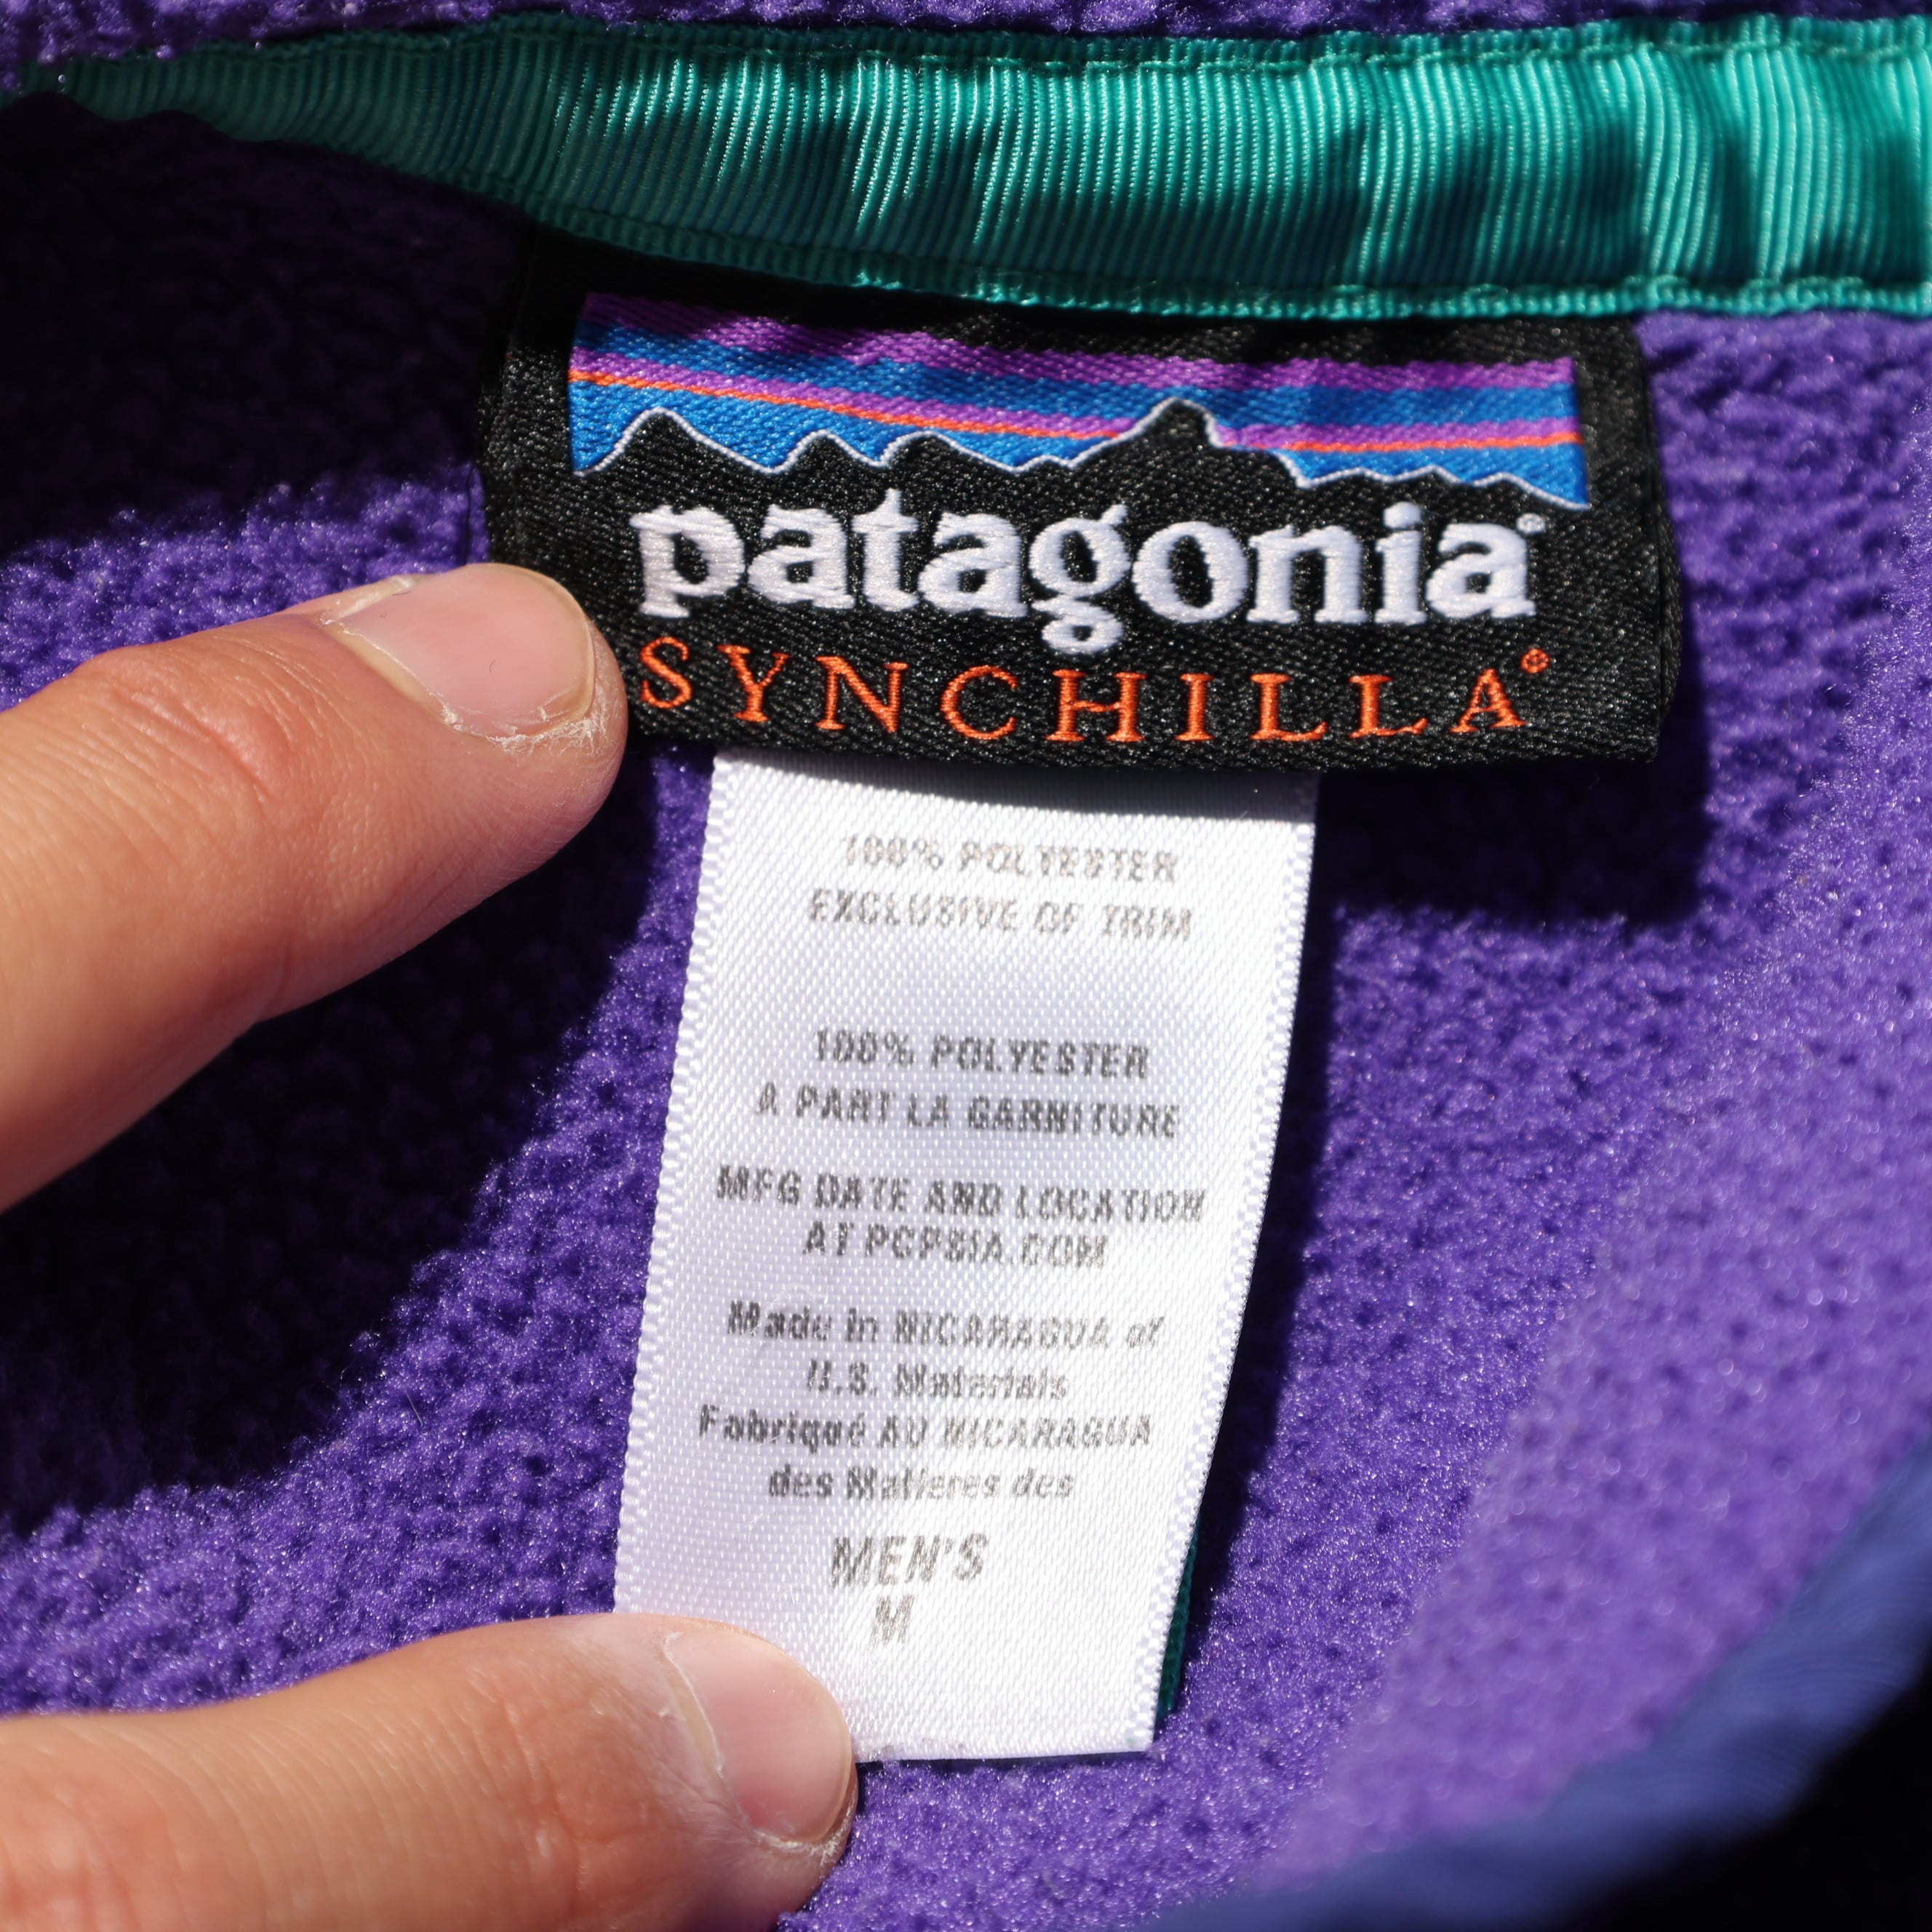 patagonia®
SYNCHILLA®
100% POLYESTER
EXCLUSIVE OF TRIM
100% POLYESTER
A PART LA GARNITURE
MFG DATE AND LOCATION
AT PCPSIA.COM
Made in NICARAGUA of
U.S. Materials
Fabriqué AU NICARAGUA
des Matieres des
MEN'S
M